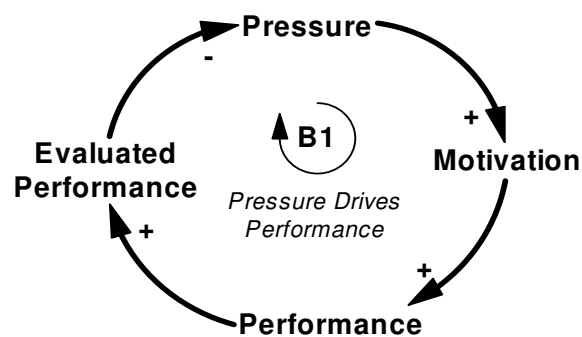 Pressure
-
+
B1
Evaluated
Performance
Motivation
Pressure Drives
Performance
+
+
Performance